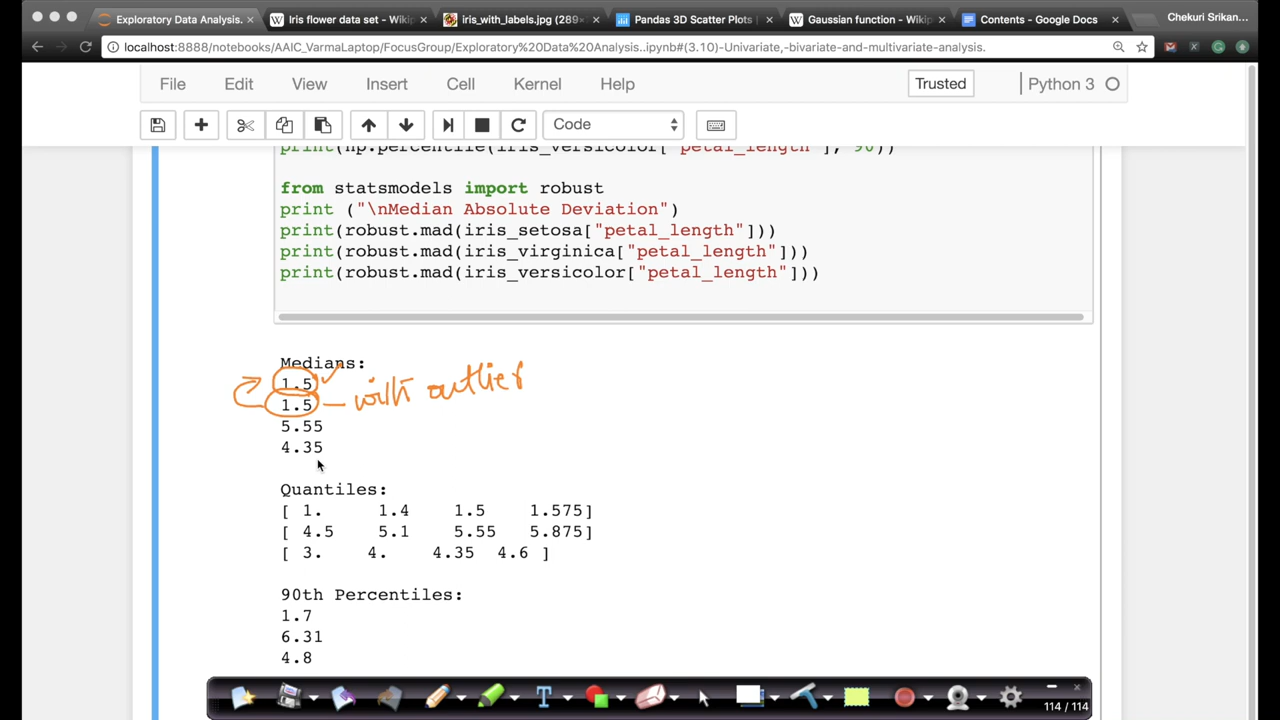 Exploratory Data Analysis. × Iris flower data set - Wikip × iris_with_labels.jpg (289× × Pandas 3D Scatter Plots | × Gaussian function - Wikip × Contents - Google Docs × Chekuri Srikan...
localhost:8888/notebooks/AAIC_VarmaLaptop/FocusGroup/Exploratory%20Data%20Analysis..ipynb#(3.10)-Univariate,-bivariate-and-multivariate-analysis.
File Edit View Insert Cell Kernel Help Trusted Python 3
Code
print(np.percentile(iris_versicolor["petal_length"], 90))
from statsmodels import robust
print ("\nMedian Absolute Deviation")
print(robust.mad(iris_setosa["petal_length"]))
print(robust.mad(iris_virginica["petal_length"]))
print(robust.mad(iris_versicolor["petal_length"]))
Medians:
1.5
1.5 — with outlier
5.55
4.35
Quantiles:
[ 1. 1.4 1.5 1.575]
[ 4.5 5.1 5.55 5.875]
[ 3. 4. 4.35 4.6 ]
90th Percentiles:
1.7
6.31
4.8
114 / 114